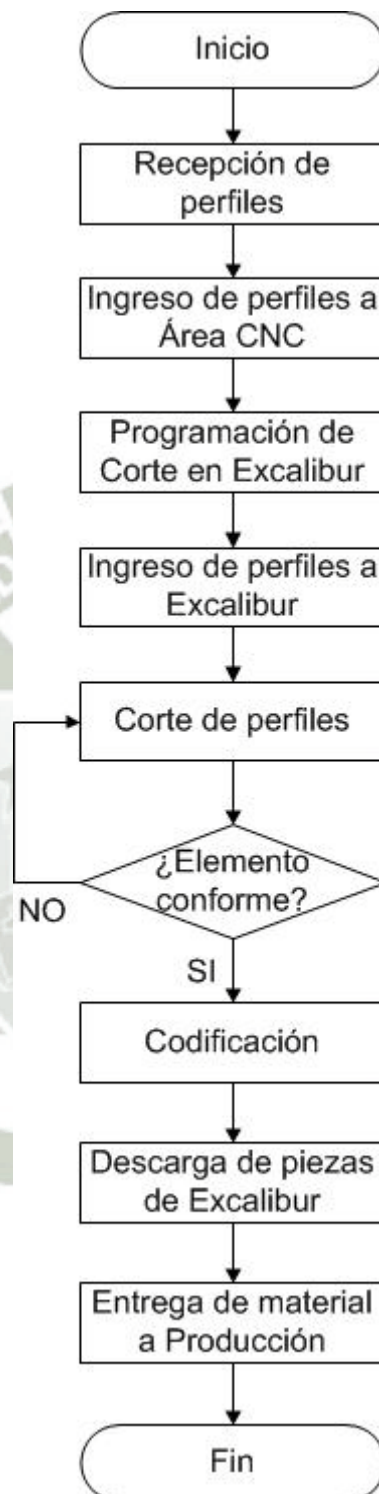 Inicio
Recepción de
perfiles
Ingreso de perfiles a
Área CNC
Programación de
Corte en Excalibur
Ingreso de perfiles a
Excalibur
Corte de perfiles
¿Elemento
conforme?
NO
SI
Codificación
Descarga de piezas
de Excalibur
Entrega de material
a Producción
Fin